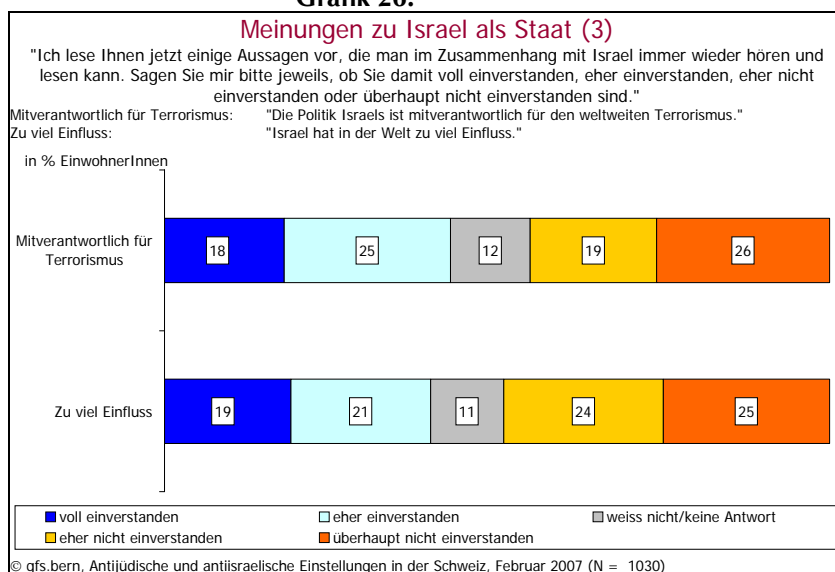 Grafik 26:
Meinungen zu Israel als Staat (3)
"Ich lese Ihnen jetzt einige Aussagen vor, die man im Zusammenhang mit Israel immer wieder hören und
lesen kann. Sagen Sie mir bitte jeweils, ob Sie damit voll einverstanden, eher einverstanden, eher nicht
einverstanden oder überhaupt nicht einverstanden sind."
Mitverantwortlich für Terrorismus: "Die Politik Israels ist mitverantwortlich für den weltweiten Terrorismus."
Zu viel Einfluss: "Israel hat in der Welt zu viel Einfluss."
in % EinwohnerInnen
Mitverantwortlich für
Terrorismus
18 25 12 19 26
Zu viel Einfluss
19 21 11 24 25
voll einverstanden eher einverstanden weiss nicht/keine Antwort
eher nicht einverstanden überhaupt nicht einverstanden
© gfs.bern, Antijüdische und antiisraelische Einstellungen in der Schweiz, Februar 2007 (N = 1030)